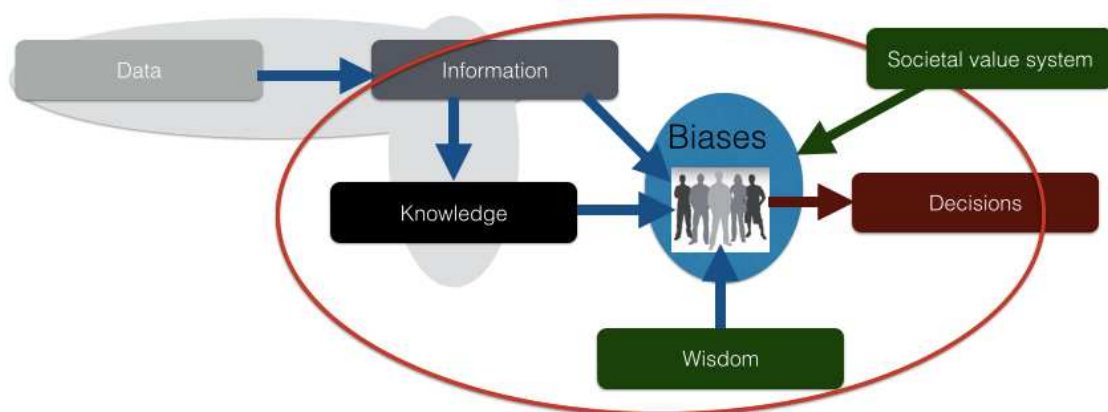 Data
Information
Societal value system
Biases
Knowledge
Decisions
Wisdom